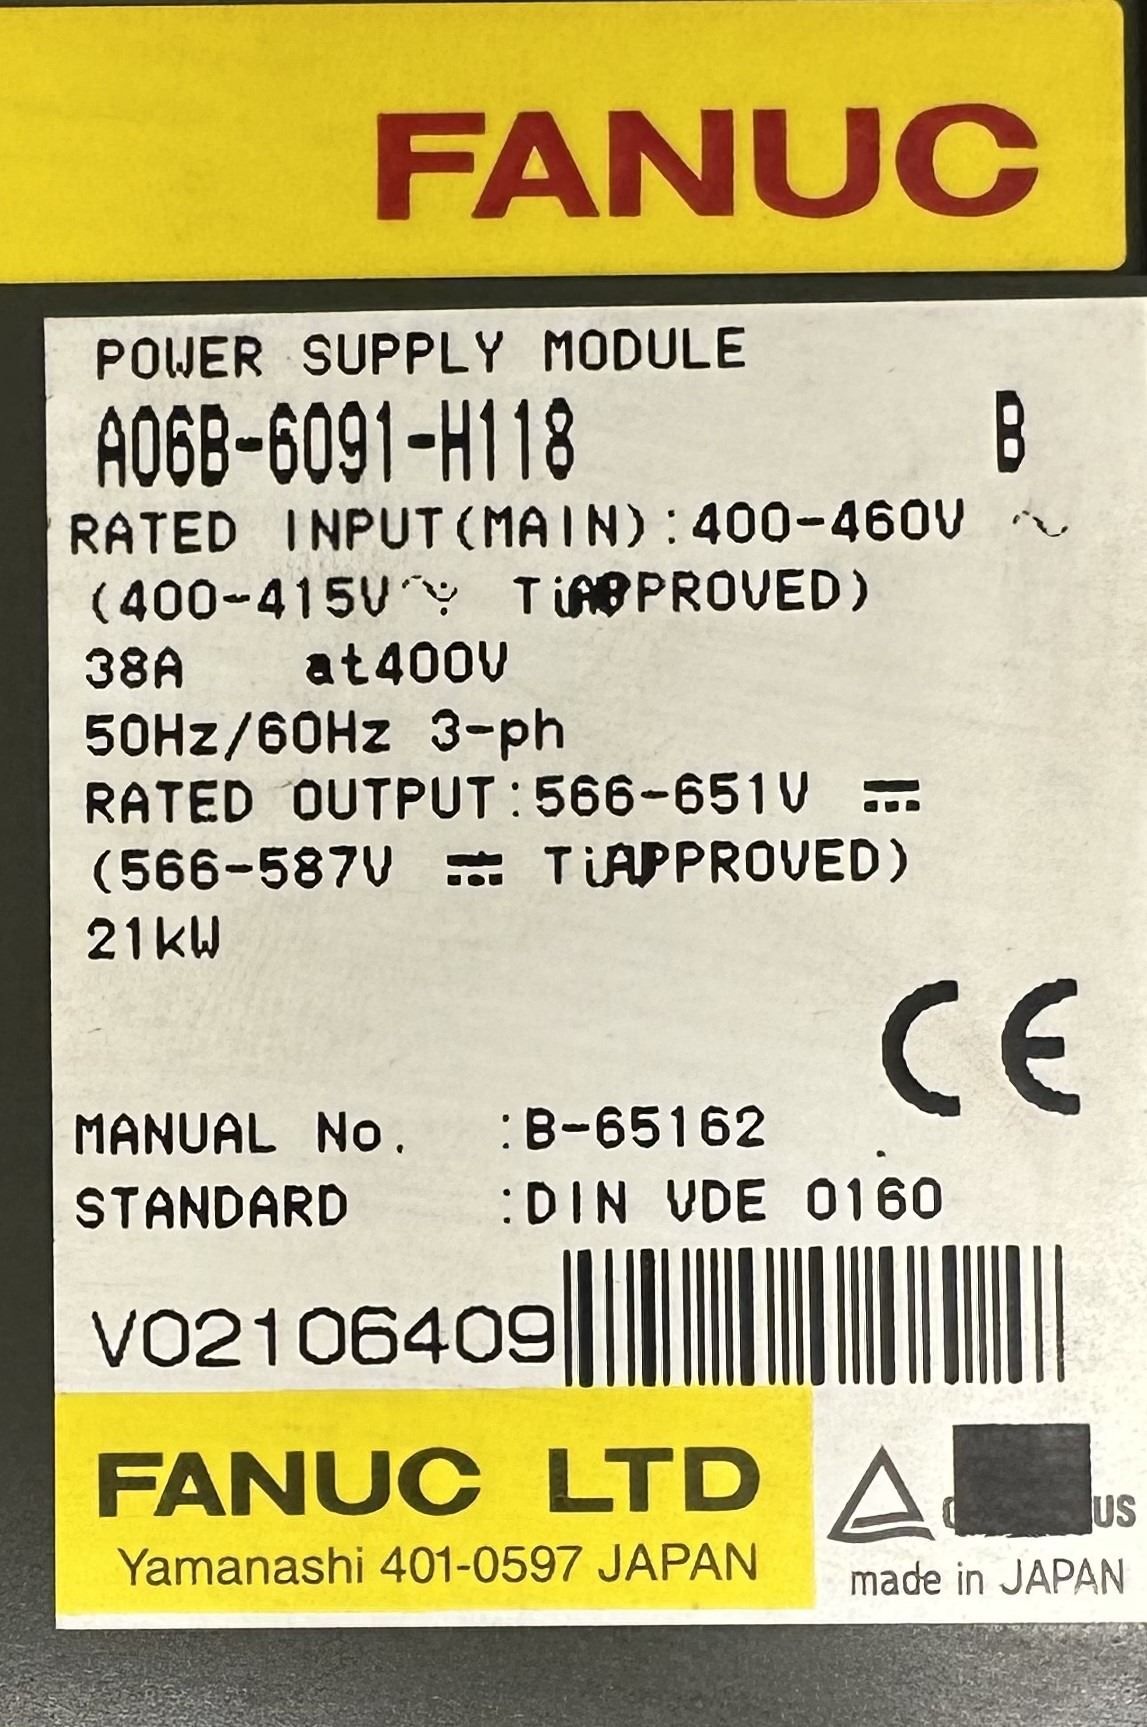 FANUC
POWER SUPPLY MODULE
A06B-6091-H118 B
RATED INPUT(MAIN):400-460V ~
(400-415V APPROVED)
38A at400V
50Hz/60Hz 3-ph
RATED OUTPUT:566-651V ⎓
(566-587V ⎓ APPROVED)
21kW
CE
MANUAL No. :B-65162
STANDARD :DIN VDE 0160
V02106409
FANUC LTD
Yamanashi 401-0597 JAPAN
US
made in JAPAN